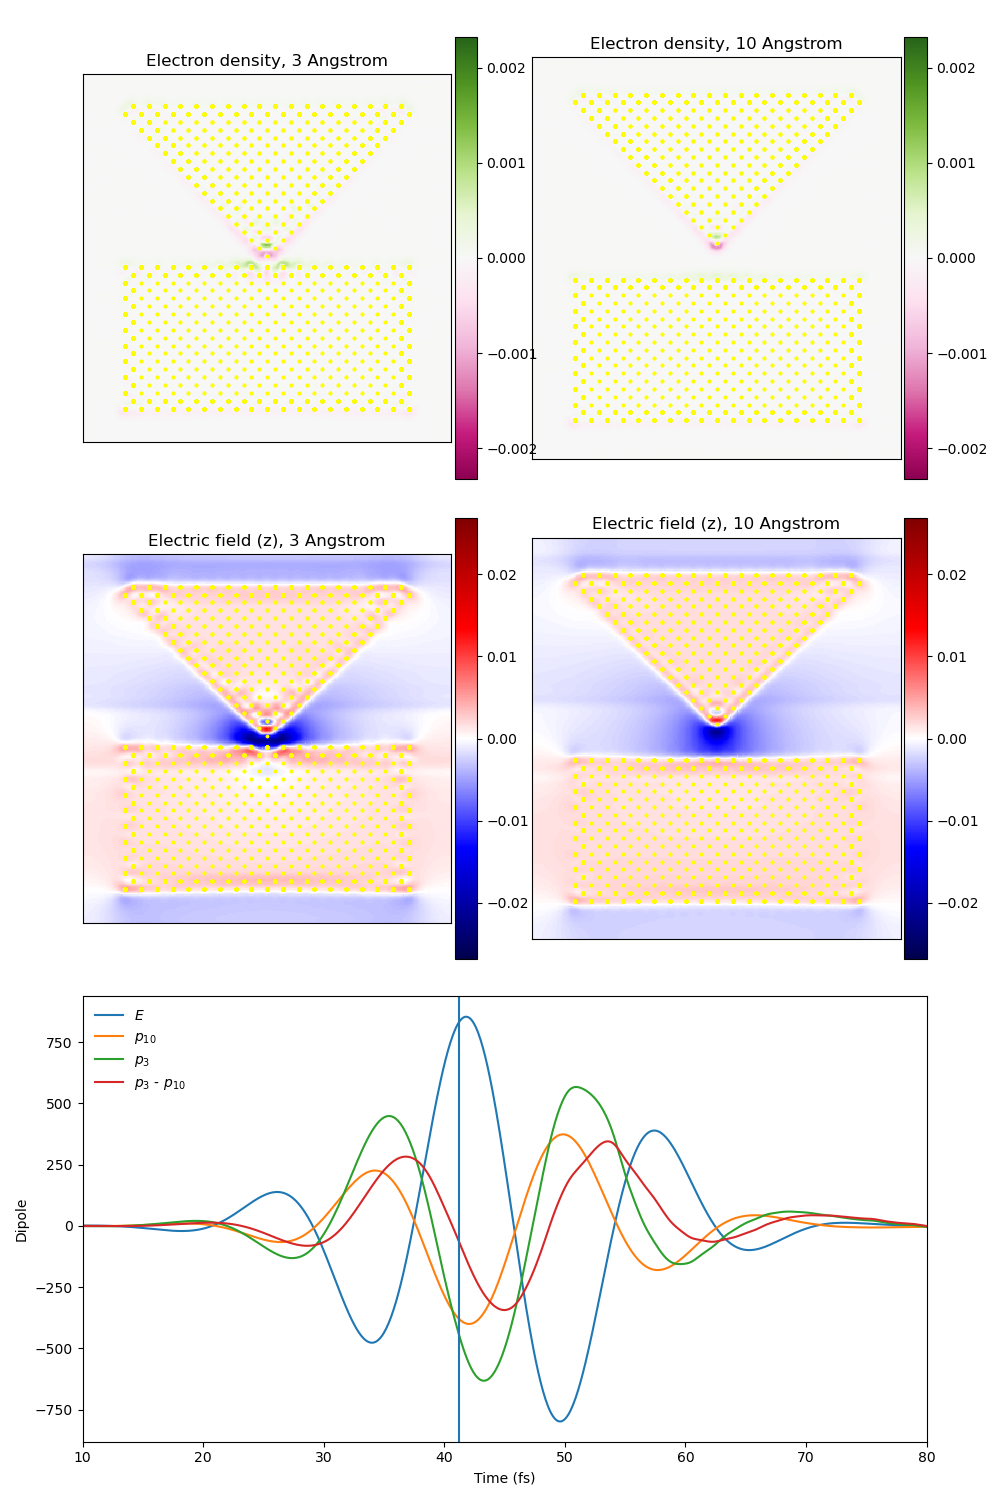 Electron density, 3 Angstrom
0.002
0.001
0.000
−0.001
−0.002
Electron density, 10 Angstrom
0.002
0.001
0.000
−0.001
−0.002
Electric field (z), 3 Angstrom
0.02
0.01
0.00
−0.01
−0.02
Electric field (z), 10 Angstrom
0.02
0.01
0.00
−0.01
−0.02
E
p10
p3
p3 - p10
750
500
250
0
−250
−500
−750
Dipole
10 20 30 40 50 60 70 80
Time (fs)